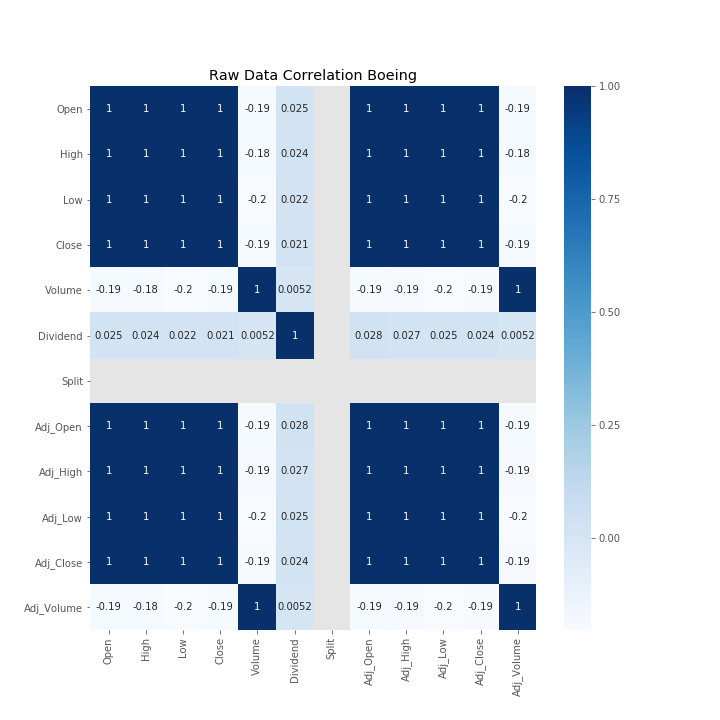 Raw Data Correlation Boeing
Open 1 1 1 1 -0.19 0.025 1 1 1 1 -0.19
High 1 1 1 1 -0.18 0.024 1 1 1 1 -0.18
Low 1 1 1 1 -0.2 0.022 1 1 1 1 -0.2
Close 1 1 1 1 -0.19 0.021 1 1 1 1 -0.19
Volume -0.19 -0.18 -0.2 -0.19 1 0.0052 -0.19 -0.19 -0.2 -0.19 1
Dividend 0.025 0.024 0.022 0.021 0.0052 1 0.028 0.027 0.025 0.024 0.0052
Split
Adj_Open 1 1 1 1 -0.19 0.028 1 1 1 1 -0.19
Adj_High 1 1 1 1 -0.19 0.027 1 1 1 1 -0.19
Adj_Low 1 1 1 1 -0.2 0.025 1 1 1 1 -0.2
Adj_Close 1 1 1 1 -0.19 0.024 1 1 1 1 -0.19
Adj_Volume -0.19 -0.18 -0.2 -0.19 1 0.0052 -0.19 -0.19 -0.2 -0.19 1
Open High Low Close Volume Dividend Split Adj_Open Adj_High Adj_Low Adj_Close Adj_Volume
1.00
0.75
0.50
0.25
0.00